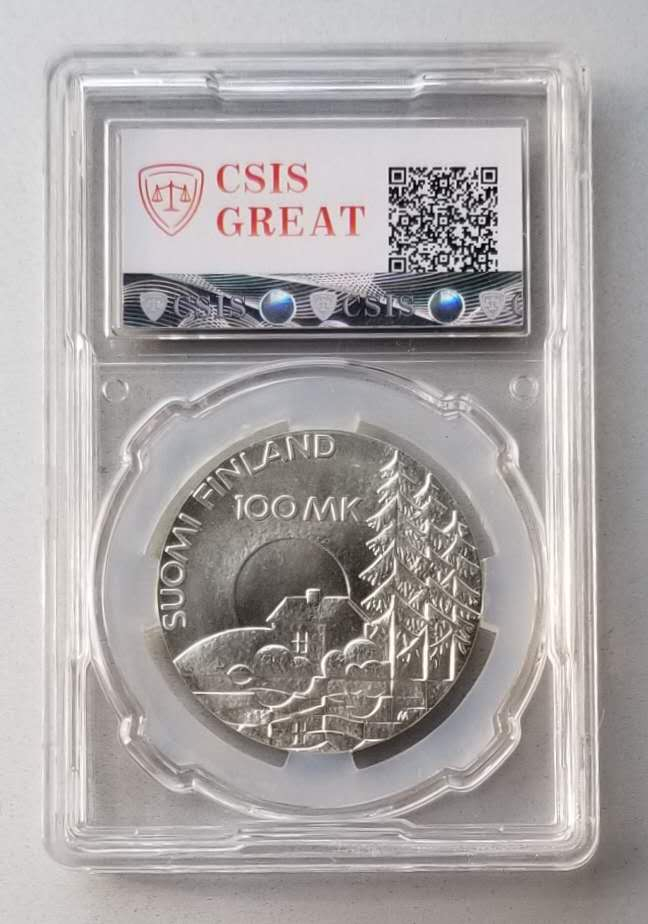 CSIS
GREAT
CSIS CSIS
SUOMI FINLAND
100 MK